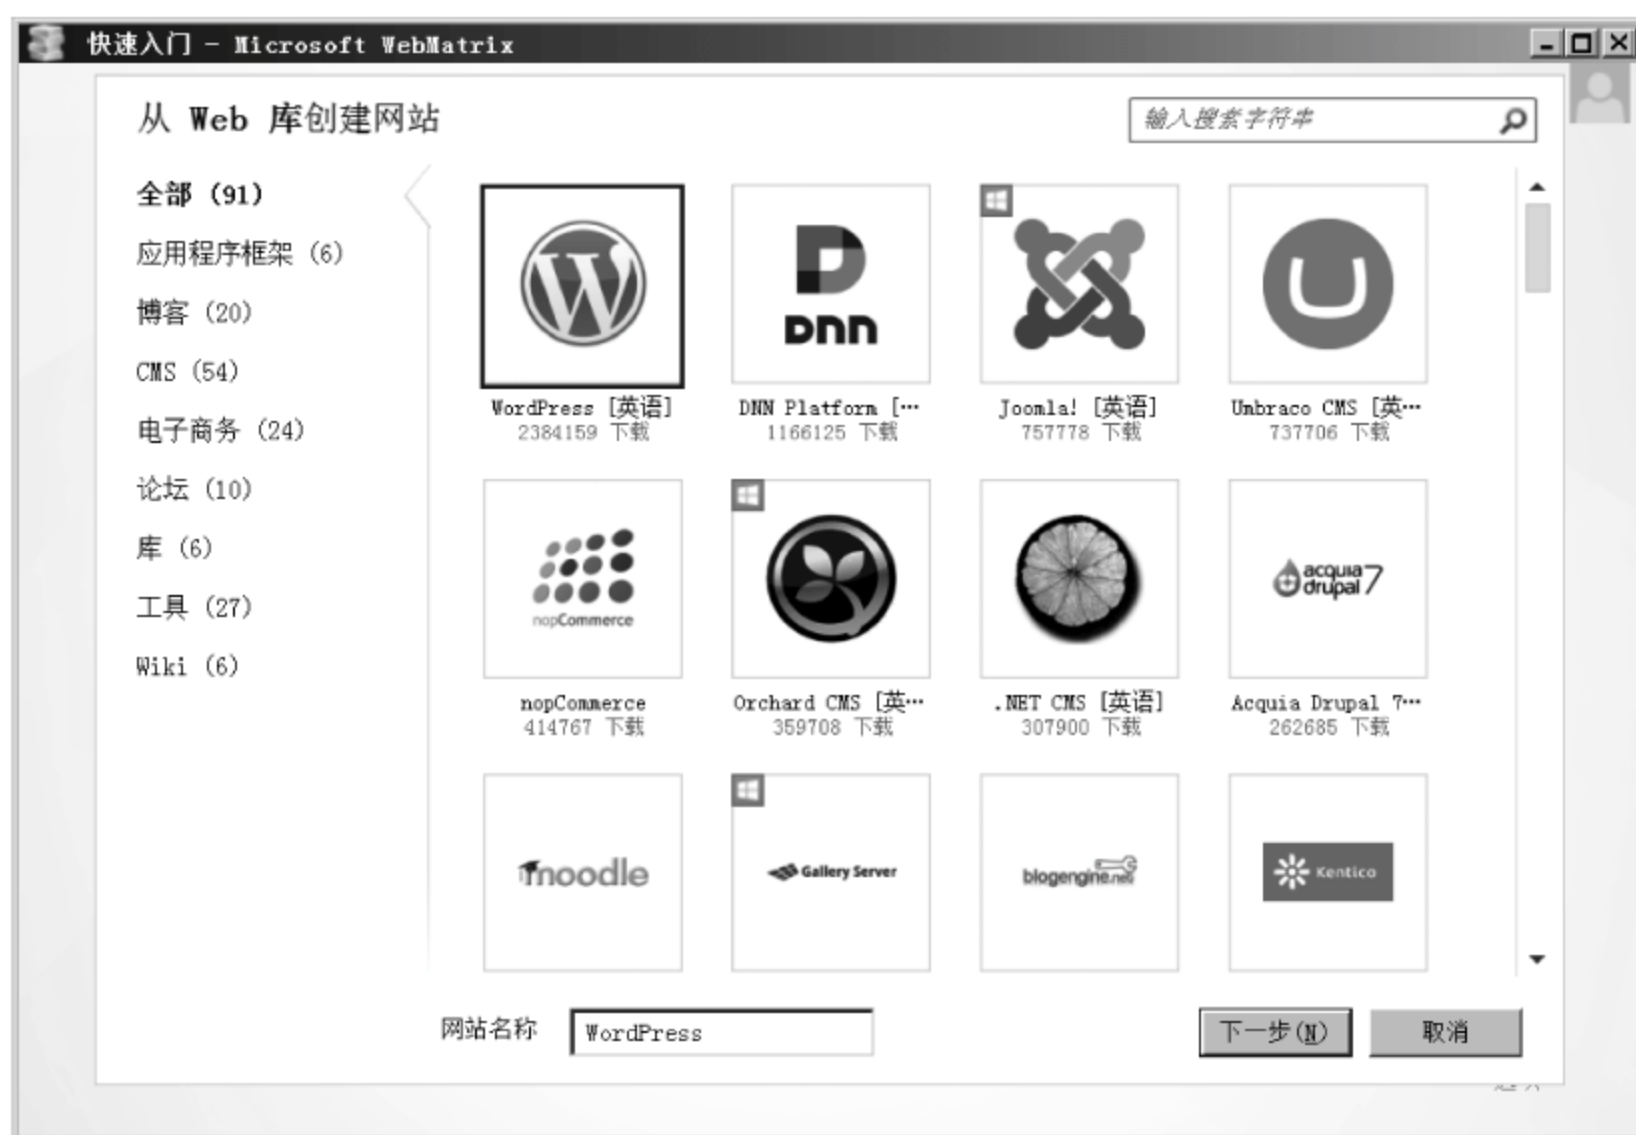 快速入门 - Microsoft WebMatrix
从 Web 库创建网站
输入搜索字符串
全部 (91)
应用程序框架 (6)
博客 (20)
CMS (54)
电子商务 (24)
论坛 (10)
库 (6)
工具 (27)
Wiki (6)
DNN
WordPress [英语]
2384159 下载
DNN Platform […
1166125 下载
Joomla! [英语]
757778 下载
Umbraco CMS [英…
737706 下载
nopCommerce
acquia
drupal 7
nopCommerce
414767 下载
Orchard CMS [英…
359708 下载
.NET CMS [英语]
307900 下载
Acquia Drupal 7…
262685 下载
moodle
Gallery Server
blogengine.net
Kentico
网站名称
WordPress
下一步(N)
取消